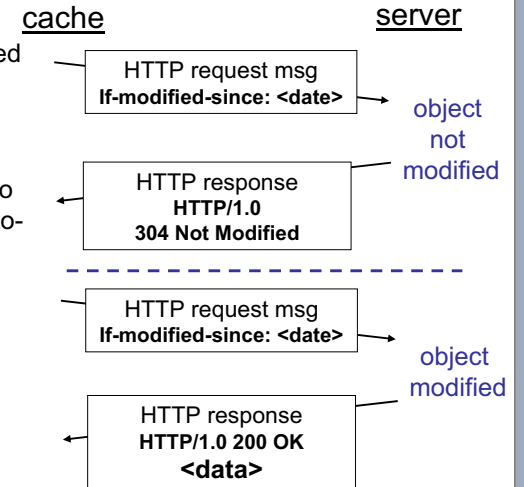 cache
server
ed
HTTP request msg
If-modified-since: <date>
object
not
modified
o
o-
HTTP response
HTTP/1.0
304 Not Modified
HTTP request msg
If-modified-since: <date>
object
modified
HTTP response
HTTP/1.0 200 OK
<data>